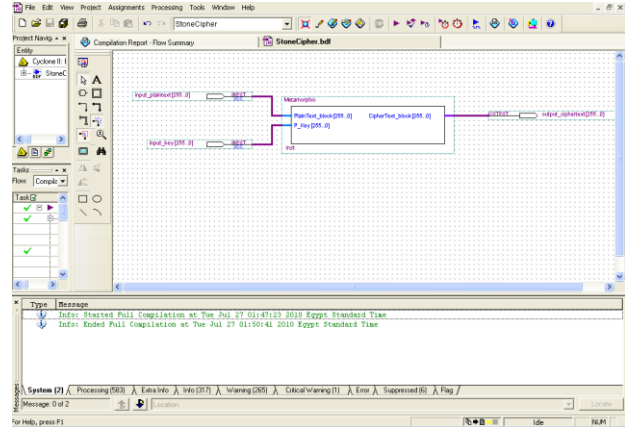 File Edit View Project Assignments Processing Tools Window Help
StoneCipher
Project Navig
Compilation Report - Flow Summary
StoneCipher.bdf
Entity
Cyclone II:
StoneC
input_plaintext[255..0]
INPUT
VCC
Metamorphic
PlainText_block[255..0] CipherText_block[255..0]
OUTPUT
output_ciphertext[255..0]
P_key[255..0]
input_key[255..0]
INPUT
VCC
inst
Tasks
Flow: Compile
Task
Type Message
Info: Started Full Compilation at Tue Jul 27 01:47:23 2010 Egypt Standard Time
Info: Ended Full Compilation at Tue Jul 27 01:50:41 2010 Egypt Standard Time
Messages
System (2) Processing (583) Extra Info Info (317) Warning (265) Critical Warning (1) Error Suppressed (6) Flag
Message: 0 of 2
Location:
Locate
For Help, press F1
Idle
NUM